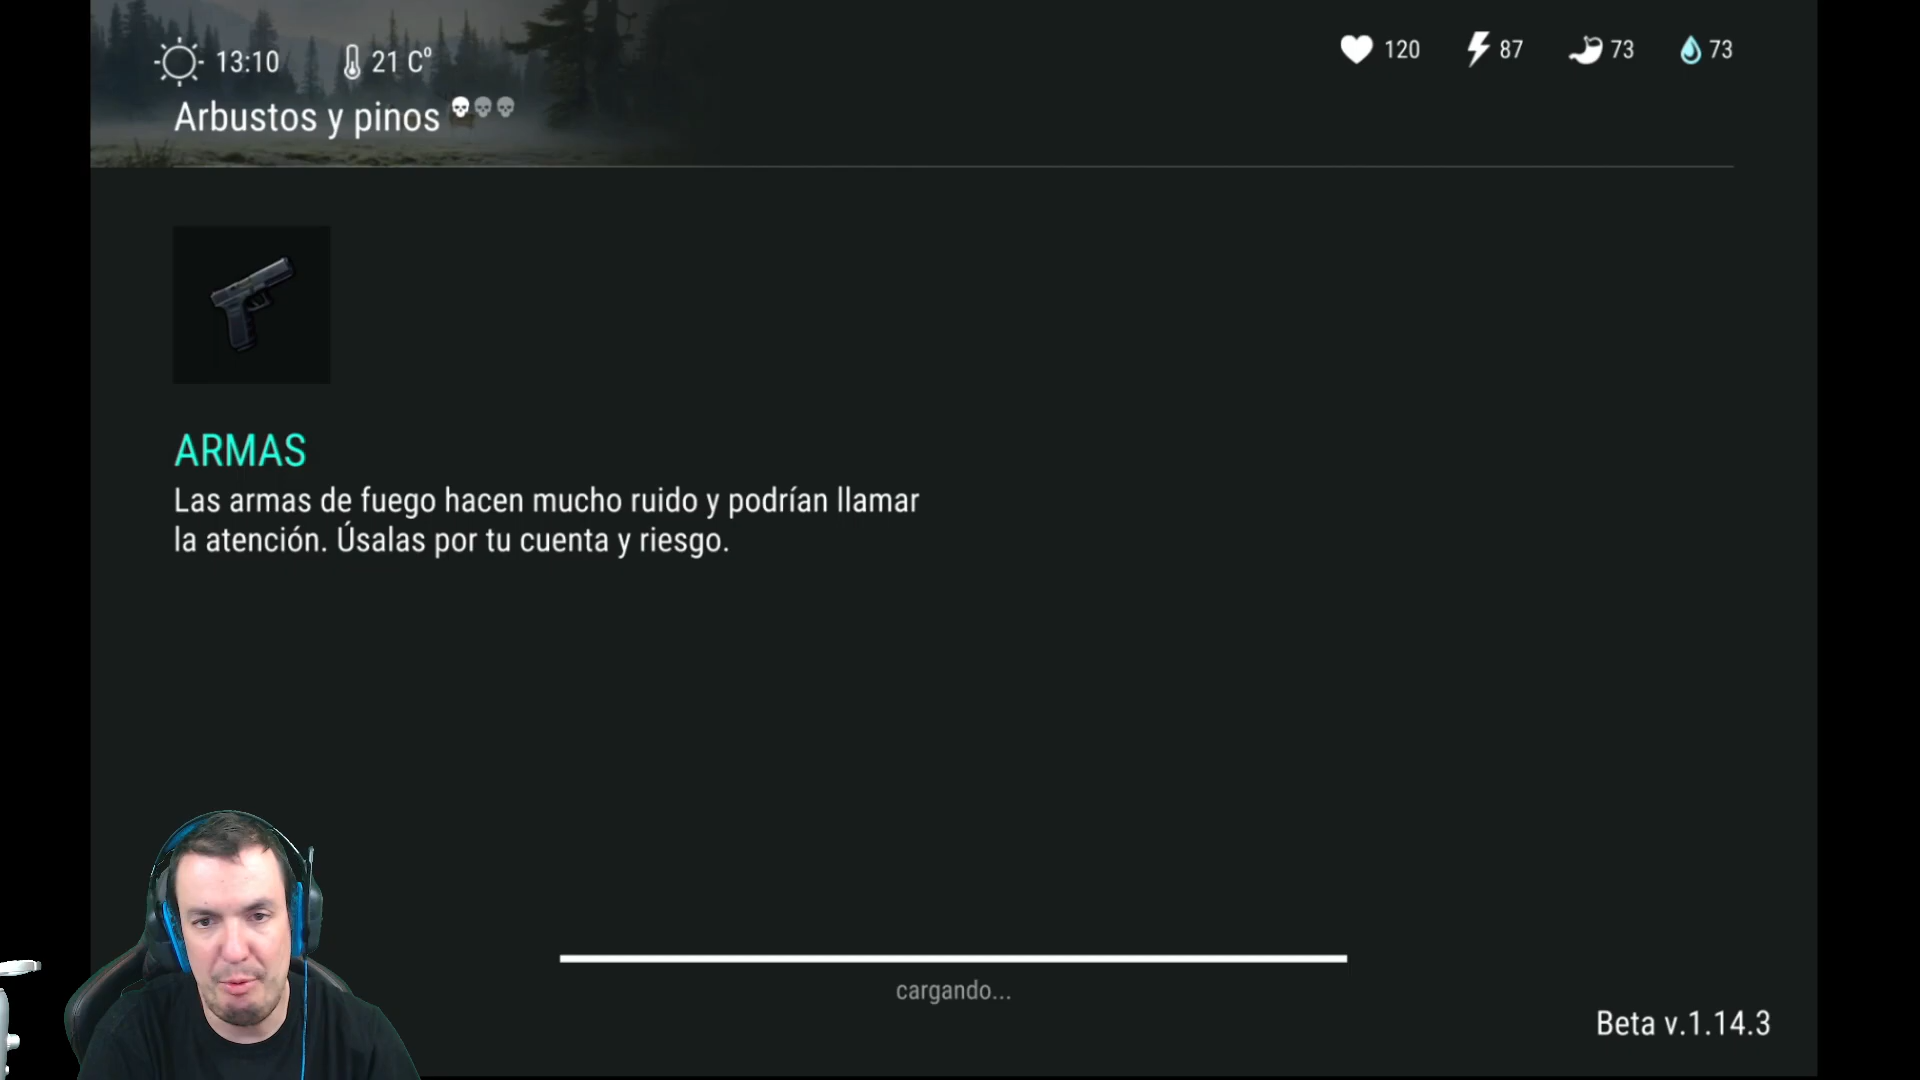 13:10
21 Cº
120
87
73
73
Arbustos y pinos
ARMAS
Las armas de fuego hacen mucho ruido y podrían llamar
la atención. Úsalas por tu cuenta y riesgo.
cargando...
Beta v.1.14.3